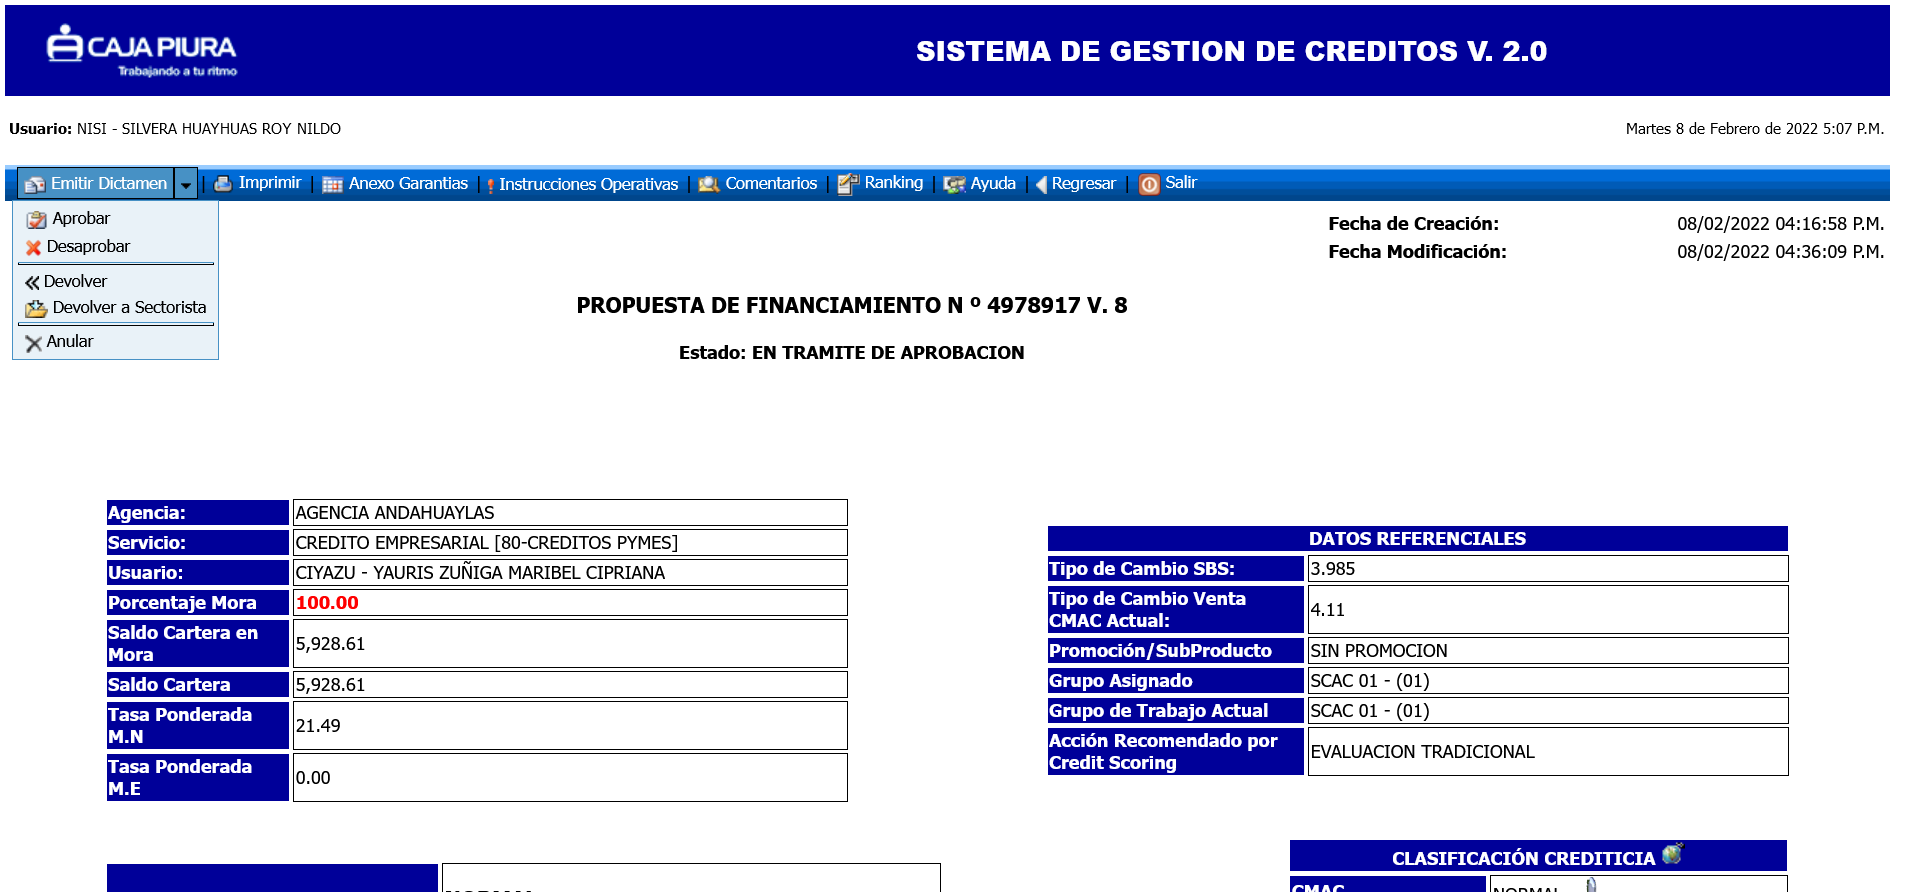 CAJA PIURA
Trabajando a tu ritmo
SISTEMA DE GESTION DE CREDITOS V. 2.0
Usuario: NISI - SILVERA HUAYHUAS ROY NILDO
Martes 8 de Febrero de 2022 5:07 P.M.
Emitir Dictamen | Imprimir | Anexo Garantias | Instrucciones Operativas | Comentarios | Ranking | Ayuda | Regresar | Salir
Aprobar
Desaprobar
Devolver
Devolver a Sectorista
Anular
Fecha de Creación: 08/02/2022 04:16:58 P.M.
Fecha Modificación: 08/02/2022 04:36:09 P.M.
PROPUESTA DE FINANCIAMIENTO N º 4978917 V. 8
Estado: EN TRAMITE DE APROBACION
Agencia: AGENCIA ANDAHUAYLAS
Servicio: CREDITO EMPRESARIAL [80-CREDITOS PYMES]
Usuario: CIYAZU - YAURIS ZUÑIGA MARIBEL CIPRIANA
Porcentaje Mora 100.00
Saldo Cartera en
Mora
5,928.61
Saldo Cartera 5,928.61
Tasa Ponderada
M.N
21.49
Tasa Ponderada
M.E
0.00
DATOS REFERENCIALES
Tipo de Cambio SBS: 3.985
Tipo de Cambio Venta
CMAC Actual:
4.11
Promoción/SubProducto SIN PROMOCION
Grupo Asignado SCAC 01 - (01)
Grupo de Trabajo Actual SCAC 01 - (01)
Acción Recomendado por
Credit Scoring
EVALUACION TRADICIONAL
CLASIFICACIÓN CREDITICIA
CMAC NORMAL
NORMAL